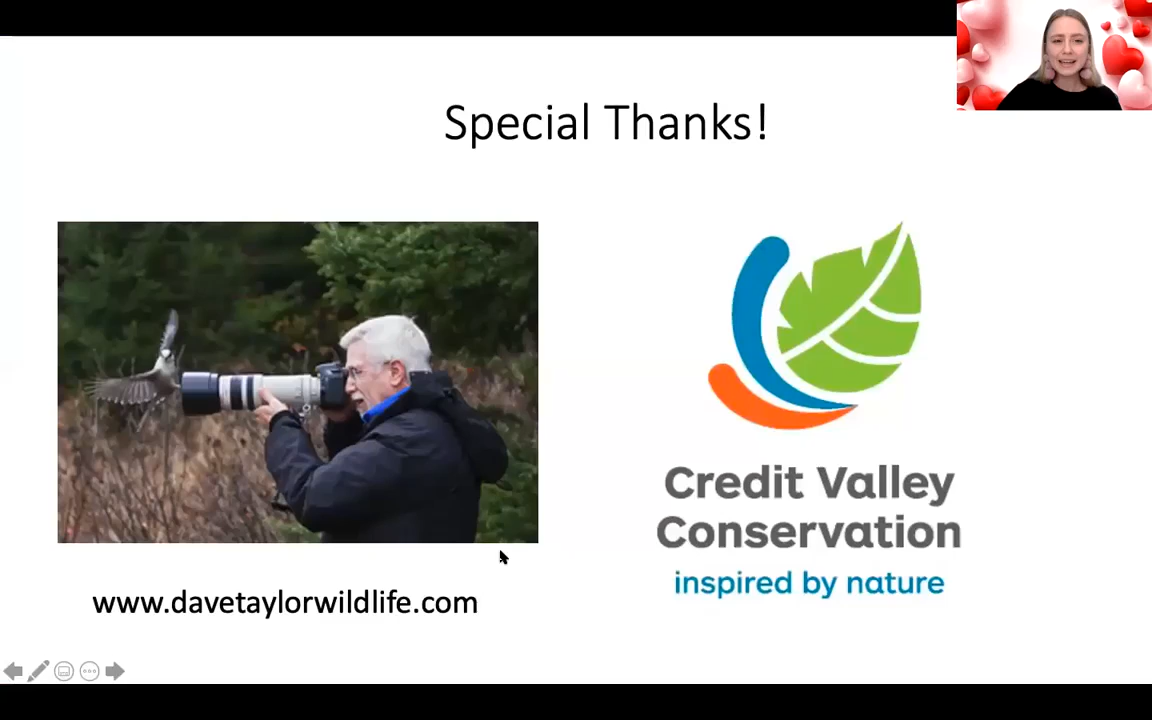 Special Thanks!
www.davetaylorwildlife.com
Credit Valley
Conservation
inspired by nature